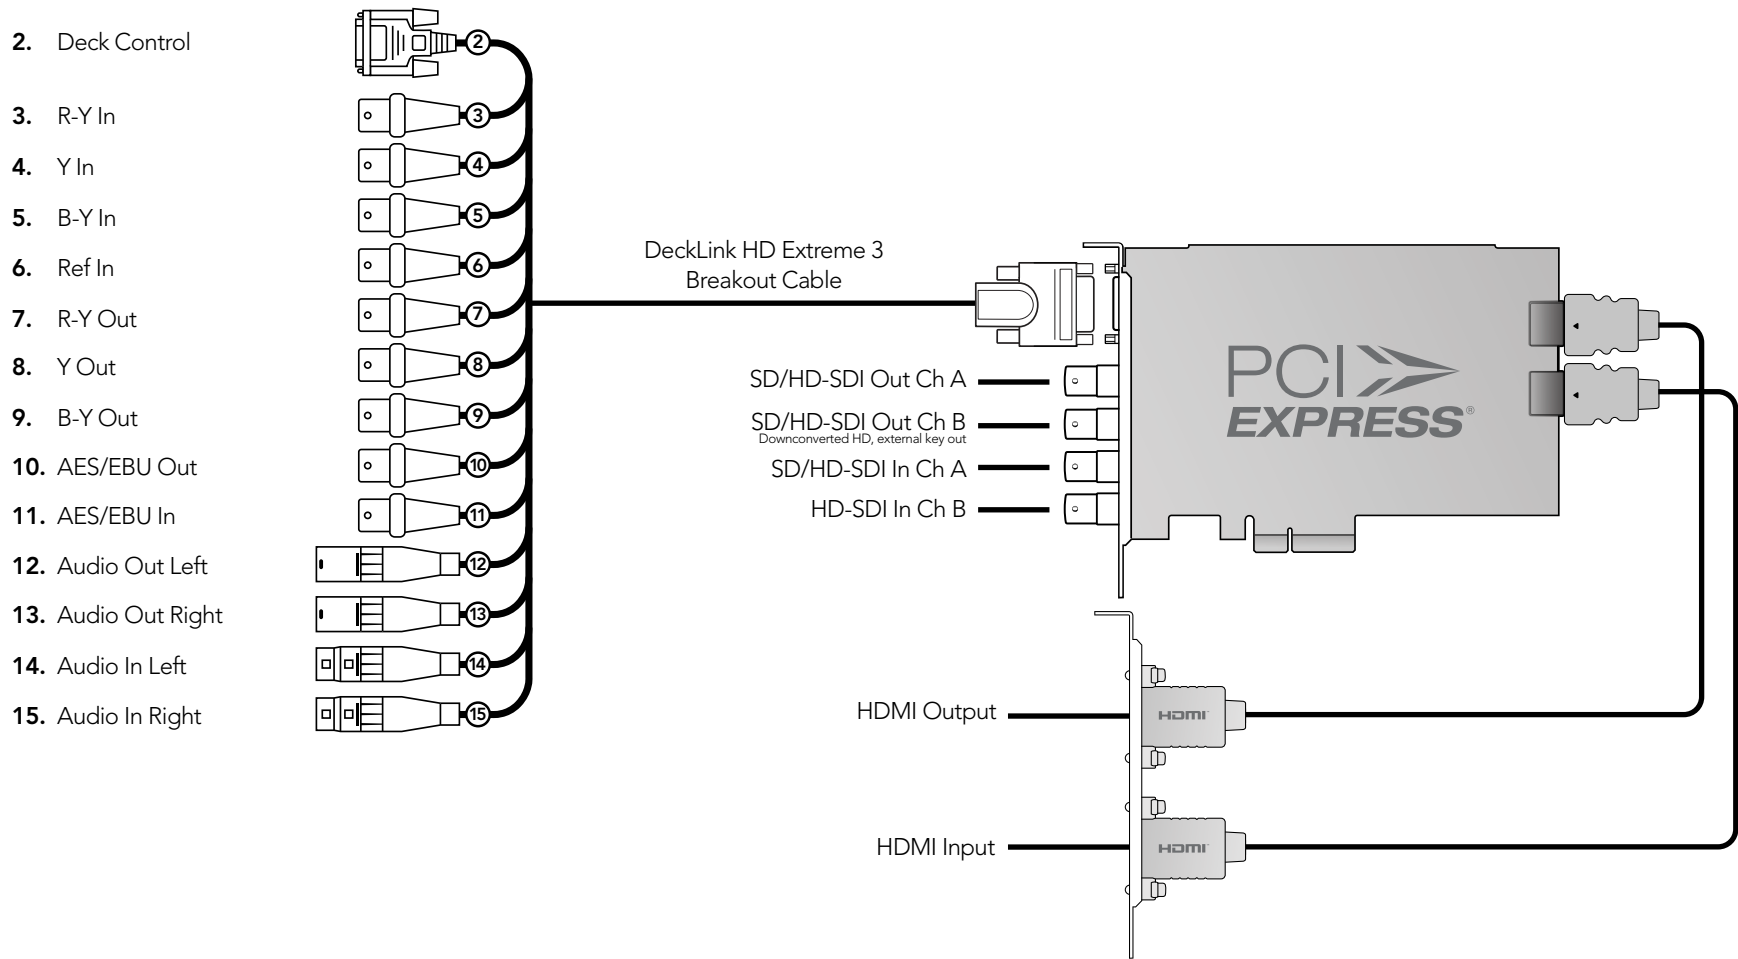 2. Deck Control
2
3. R-Y In
3
4. Y In
4
5. B-Y In
5
6. Ref In
6
7. R-Y Out
7
8. Y Out
8
9. B-Y Out
9
10. AES/EBU Out
10
11. AES/EBU In
11
12. Audio Out Left
12
13. Audio Out Right
13
14. Audio In Left
14
15. Audio In Right
15
DeckLink HD Extreme 3
Breakout Cable
SD/HD-SDI Out Ch A
SD/HD-SDI Out Ch B
Downconverted HD, external key out
SD/HD-SDI In Ch A
HD-SDI In Ch B
PCI
EXPRESS®
HDMI Output
HDMI
HDMI Input
HDMI